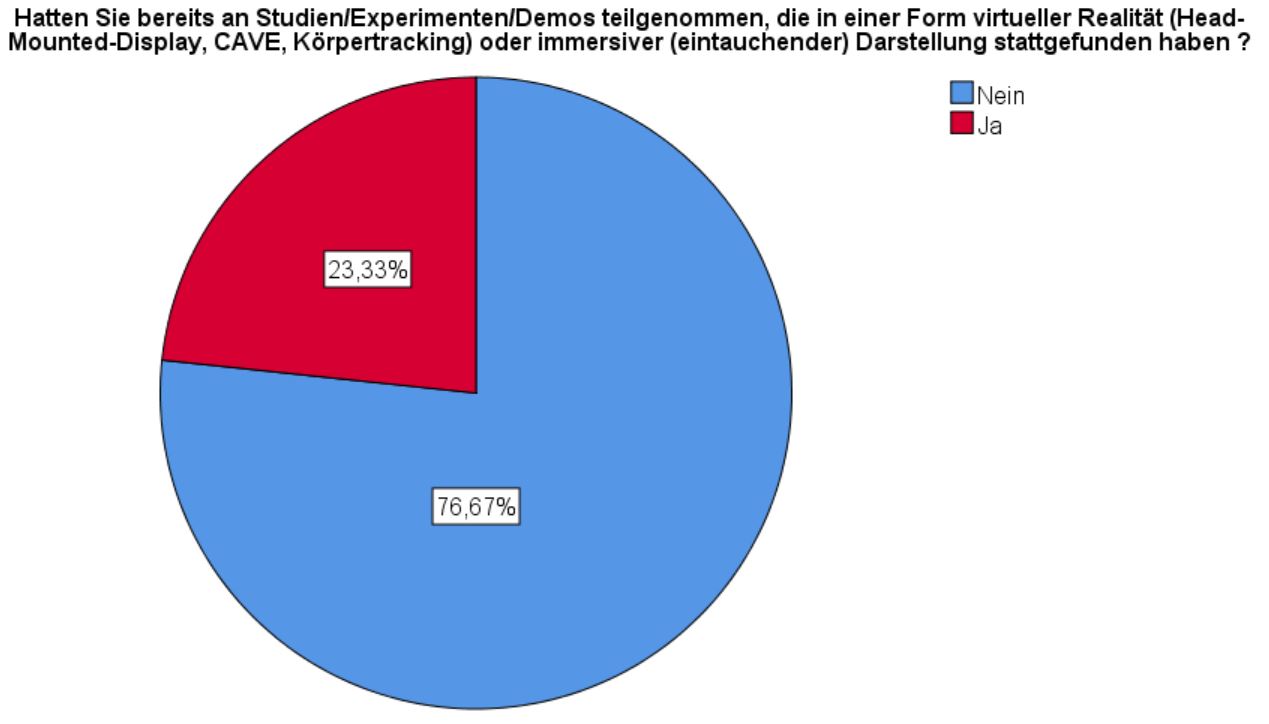 Hatten Sie bereits an Studien/Experimenten/Demos teilgenommen, die in einer Form virtueller Realität (Head-
Mounted-Display, CAVE, Körpertracking) oder immersiver (eintauchender) Darstellung stattgefunden haben ?
Nein
Ja
23,33%
76,67%